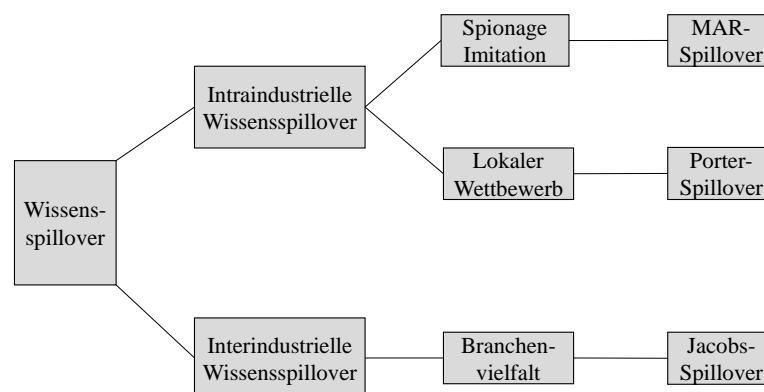 Spionage
Imitation
MAR-
Spillover
Intraindustrielle
Wissensspillover
Lokaler
Wettbewerb
Porter-
Spillover
Wissens-
spillover
Interindustrielle
Wissensspillover
Branchen-
vielfalt
Jacobs-
Spillover